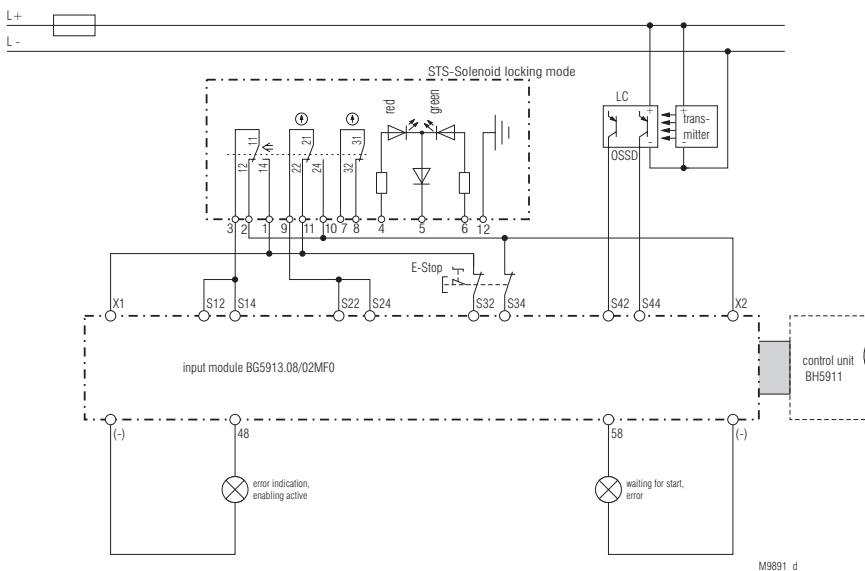 L+
L -
STS-Solenoid locking mode
red
green
LC
trans-
mitter
+
-
+
-
OSSD
11
12
14
21
22
24
31
32
3
2
1
9
11
10
7
8
4
5
6
12
E-Stop
X1
S12
S14
S22
S24
S32
S34
S42
S44
X2
input module BG5913.08/02MF0
control unit
BH5911
(-)
48
58
(-)
error indication,
enabling active
waiting for start,
error
M9891_d